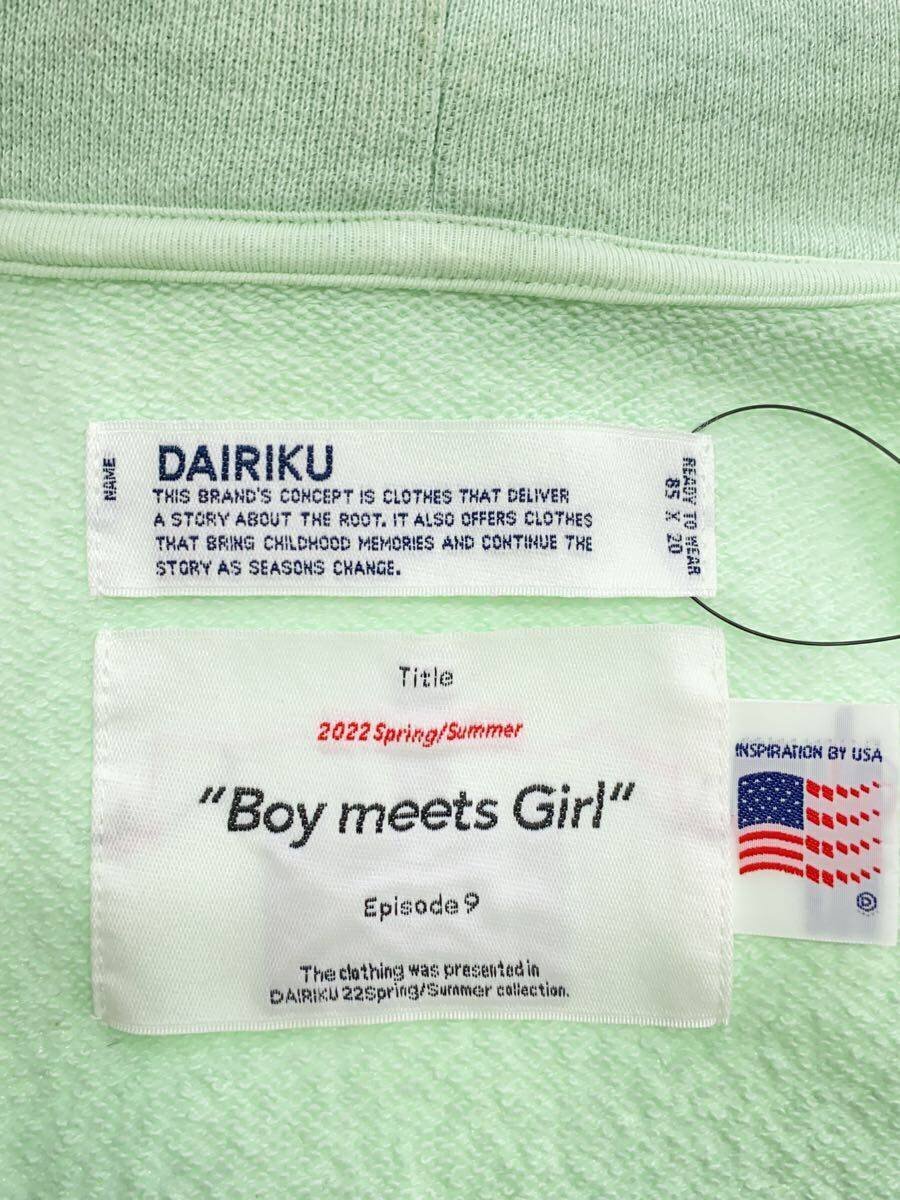 NAME
DAIRIKU
THIS BRAND'S CONCEPT IS CLOTHES THAT DELIVER
A STORY ABOUT THE ROOT. IT ALSO OFFERS CLOTHES
THAT BRING CHILDHOOD MEMORIES AND CONTINUE THE
STORY AS SEASONS CHANGE.
READY TO WEAR
85 X 20
Title
2022 Spring/Summer
"Boy meets Girl"
Episode 9
The clothing was presented in
DAIRIKU 22Spring/Summer collection.
INSPIRATION BY USA